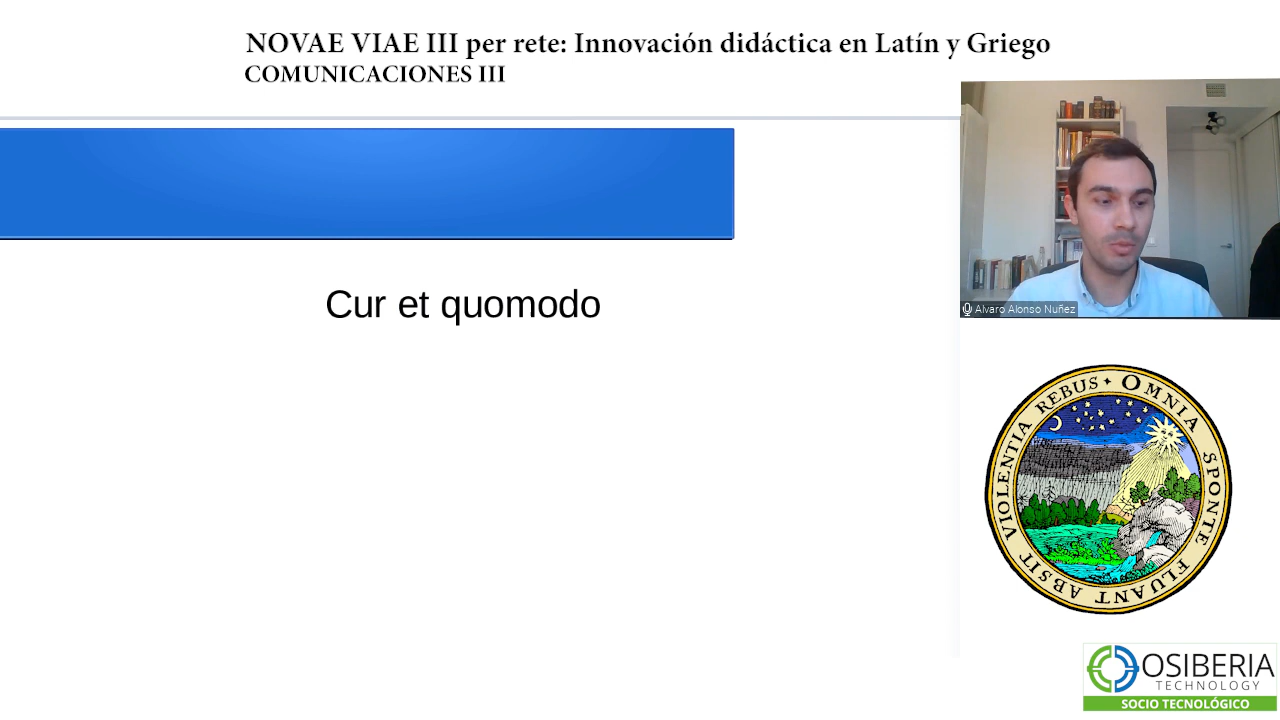 NOVAE VIAE III per rete: Innovación didáctica en Latín y Griego
COMUNICACIONES III
Cur et quomodo
Alvaro Alonso Nuñez
OMNIA SPONTE FLUANT ABSIT VIOLENTIA REBUS
OSIBERIA
TECHNOLOGY
SOCIO TECNOLÓGICO